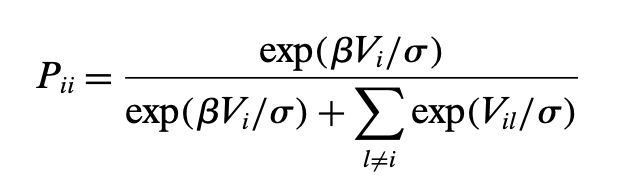 P_{ii} = \frac{\exp(\beta V_i/\sigma)}{\exp(\beta V_i/\sigma) + \sum_{l \neq i} \exp(V_{il}/\sigma)}